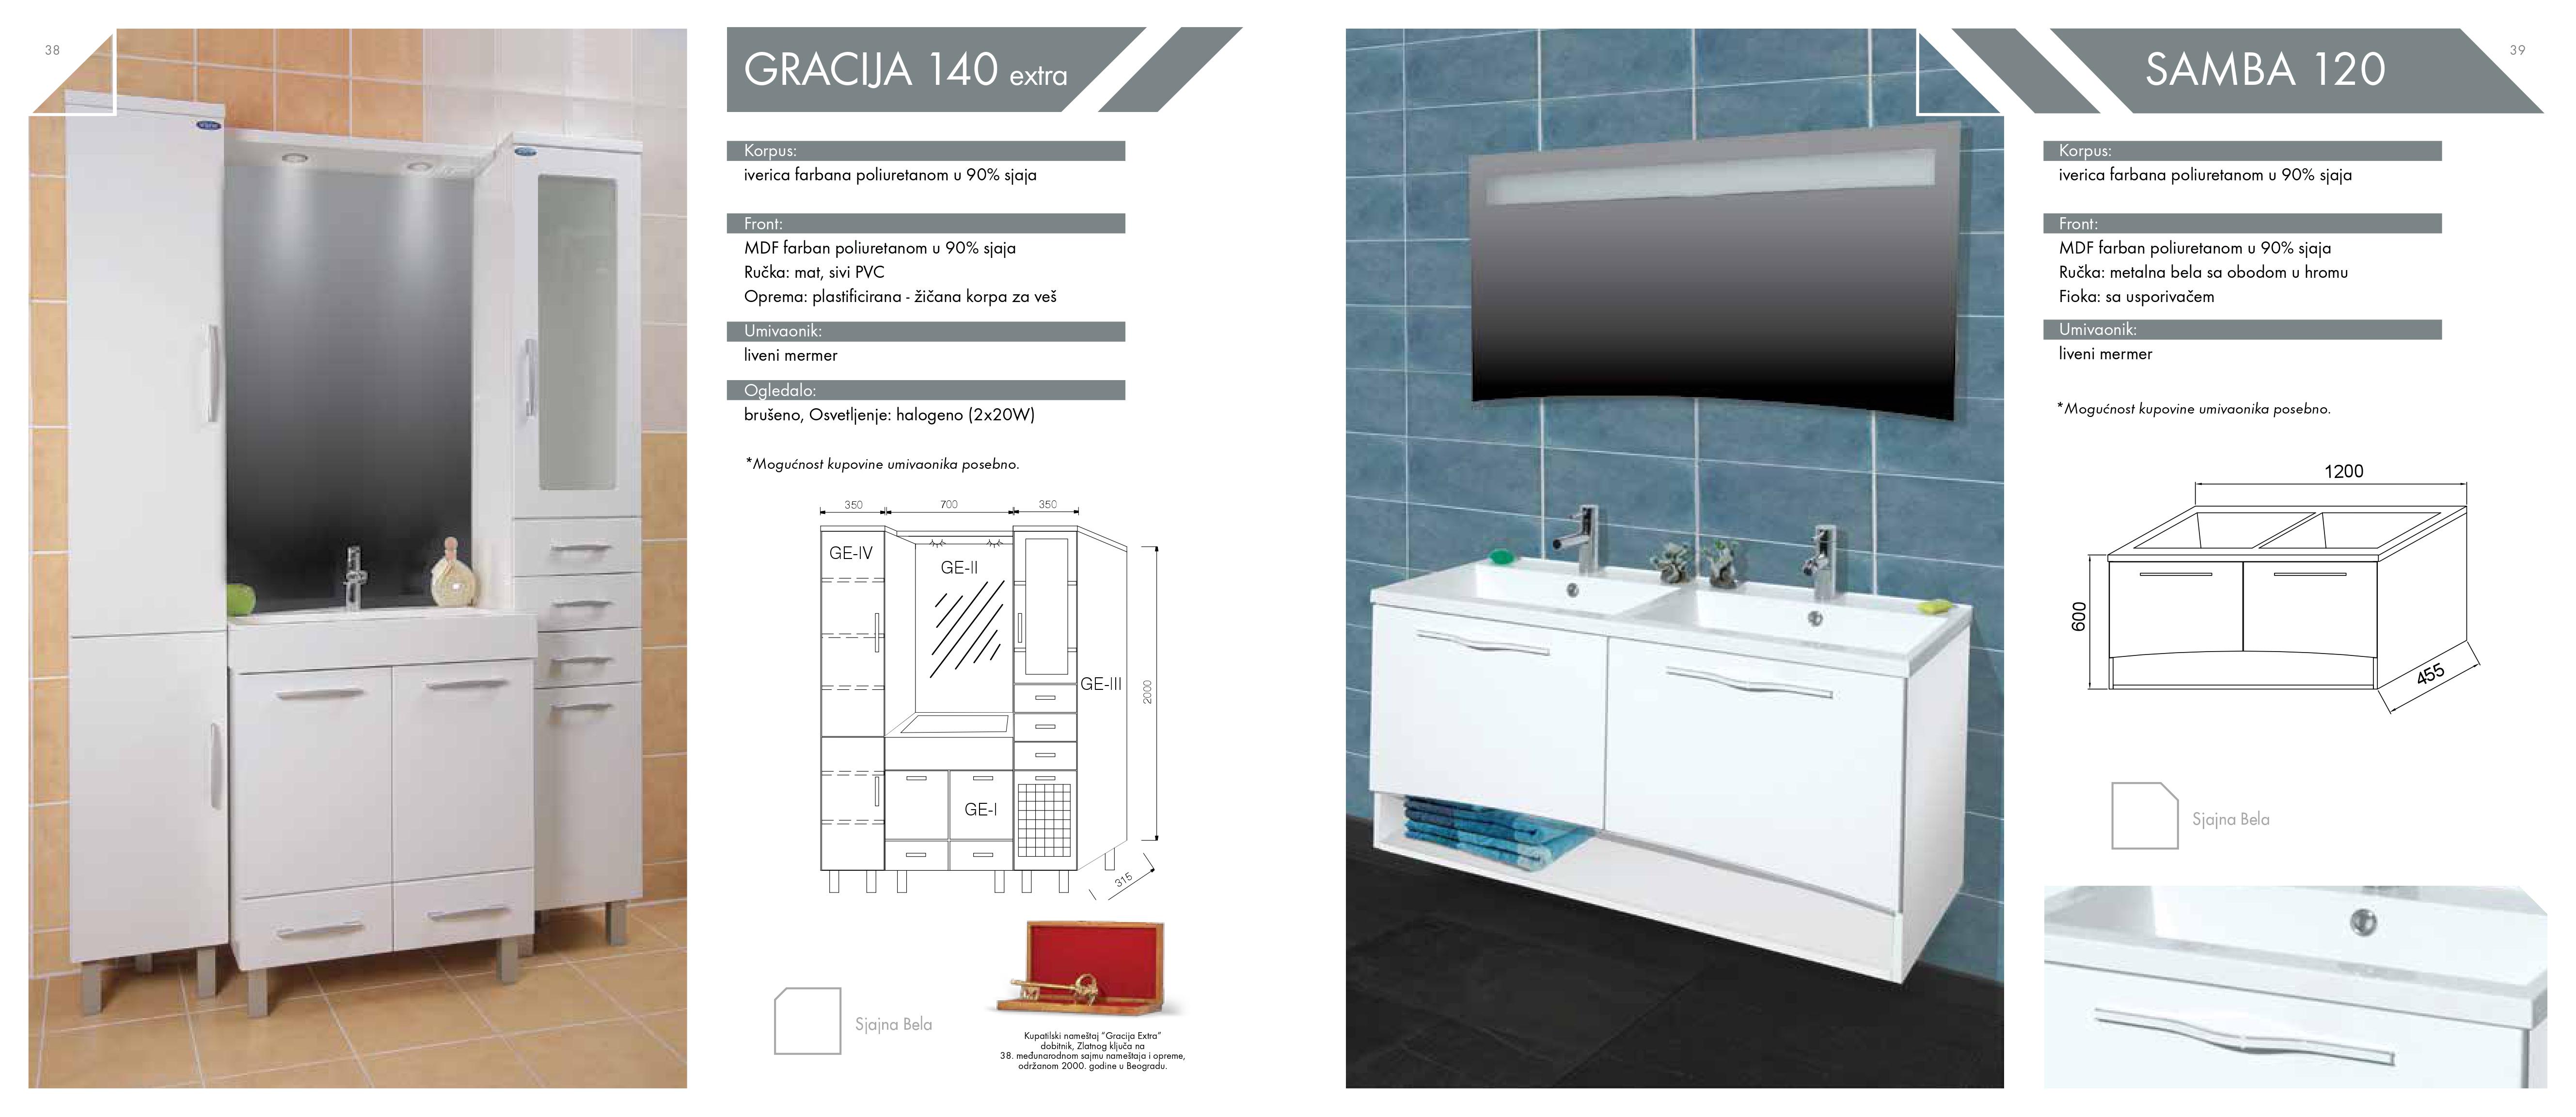 38
GRACIJA 140 extra
Korpus:
iverica farbana poliuretanom u 90% sjaja
Front:
MDF farban poliuretanom u 90% sjaja
Ručka: mat, sivi PVC
Oprema: plastificirana - žičana korpa za veš
Umivaonik:
liveni mermer
Ogledalo:
brušeno, Osvetljenje: halogeno (2x20W)
*Mogućnost kupovine umivaonika posebno.
350 700 350
GE-IV
GE-II
GE-III
2000
GE-I
315
Sjajna Bela
Kupatilski nameštaj "Gracija Extra"
dobitnik, Zlatnog ključa na
38. međunarodnom sajmu nameštaja i opreme,
održanom 2000. godine u Beogradu.
SAMBA 120
39
Korpus:
iverica farbana poliuretanom u 90% sjaja
Front:
MDF farban poliuretanom u 90% sjaja
Ručka: metalna bela sa obodom u hromu
Fioka: sa usporivačem
Umivaonik:
liveni mermer
*Mogućnost kupovine umivaonika posebno.
1200
600
455
Sjajna Bela